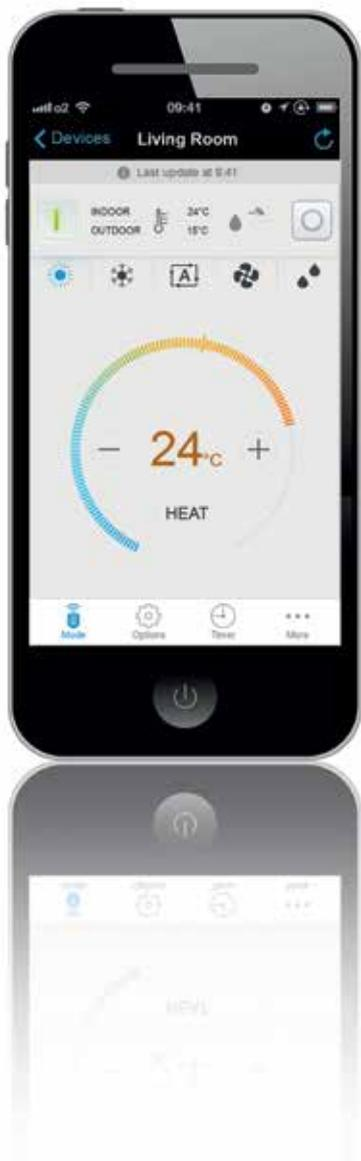 o2 09:41
Devices Living Room
Last update at 9:41
INDOOR 24°C --%
OUTDOOR 15°C
A
− 24°C +
HEAT
Mode Options Timer More